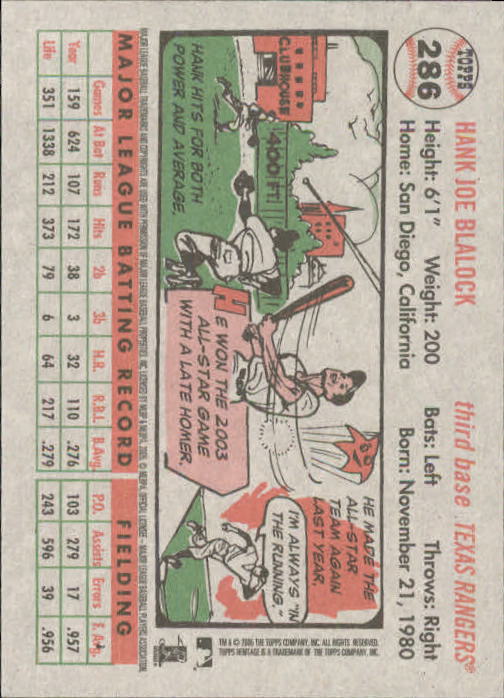 TOPPS
286
HANK JOE BLALOCK third base TEXAS RANGERS®
Height: 6'1" Weight: 200 Bats: Left Throws: Right
Home: San Diego, California Born: November 21, 1980
CLUBHOUSE
400 FT.
HANK HITS FOR BOTH
POWER AND AVERAGE.
HE WON THE 2003
ALL-STAR GAME
WITH A LATE HOMER.
HE MADE THE
ALL-STAR
TEAM AGAIN
LAST YEAR.
I'M ALWAYS "IN
THE RUNNING."
TM & © 2006 THE TOPPS COMPANY, INC. ALL RIGHTS RESERVED.
TOPPS HERITAGE IS A TRADEMARK OF THE TOPPS COMPANY, INC.
MAJOR LEAGUE BATTING RECORD FIELDING
Games At Bat Runs Hits 2b 3b H.R. R.B.I. B.Avg. P.O. Assists Errors F. Avg.
Year 159 624 107 172 38 3 32 110 .276 103 279 17 .957
Life 351 1338 212 373 79 6 64 217 .279 243 596 39 .956